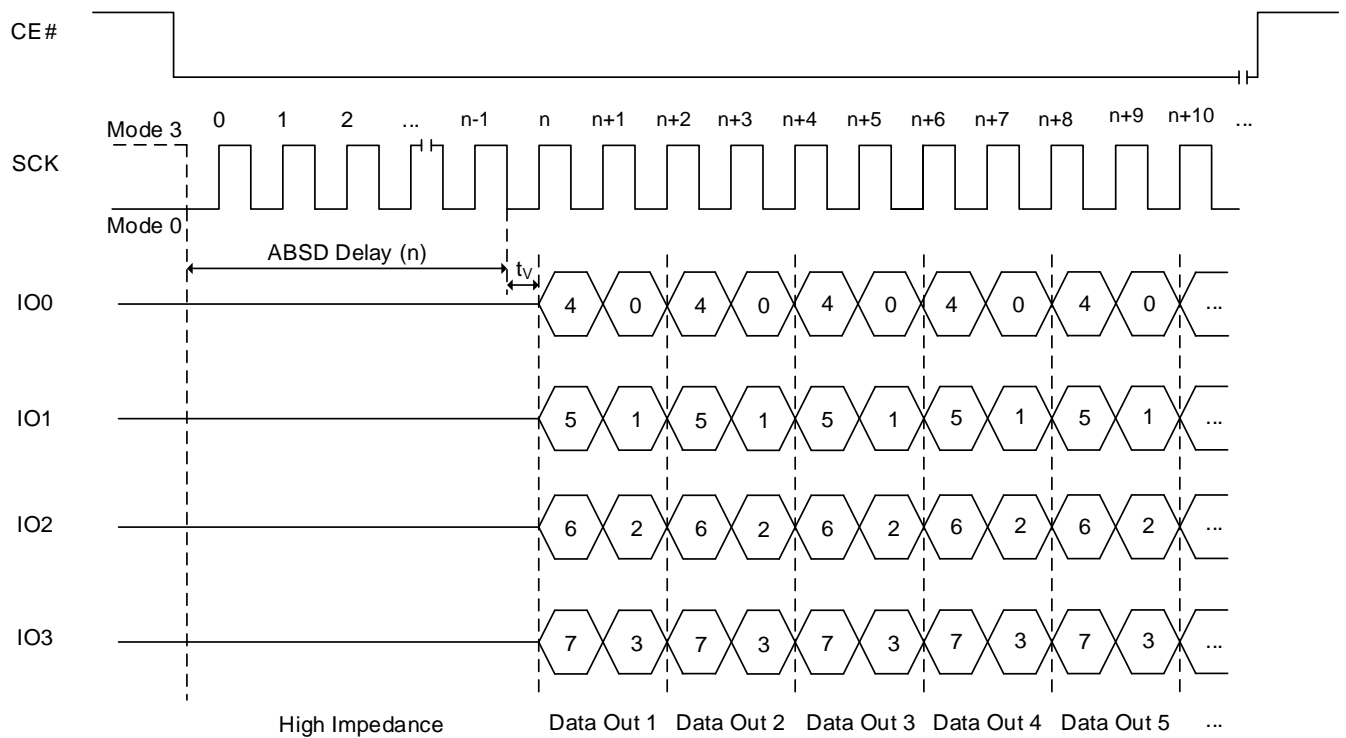 CE#
0 1 2 ... n-1 n n+1 n+2 n+3 n+4 n+5 n+6 n+7 n+8 n+9 n+10 ...
Mode 3
SCK
Mode 0
ABSD Delay (n)
tV
IO0 4 0 4 0 4 0 4 0 4 0 ...
IO1 5 1 5 1 5 1 5 1 5 1 ...
IO2 6 2 6 2 6 2 6 2 6 2 ...
IO3 7 3 7 3 7 3 7 3 7 3 ...
High Impedance Data Out 1 Data Out 2 Data Out 3 Data Out 4 Data Out 5 ...